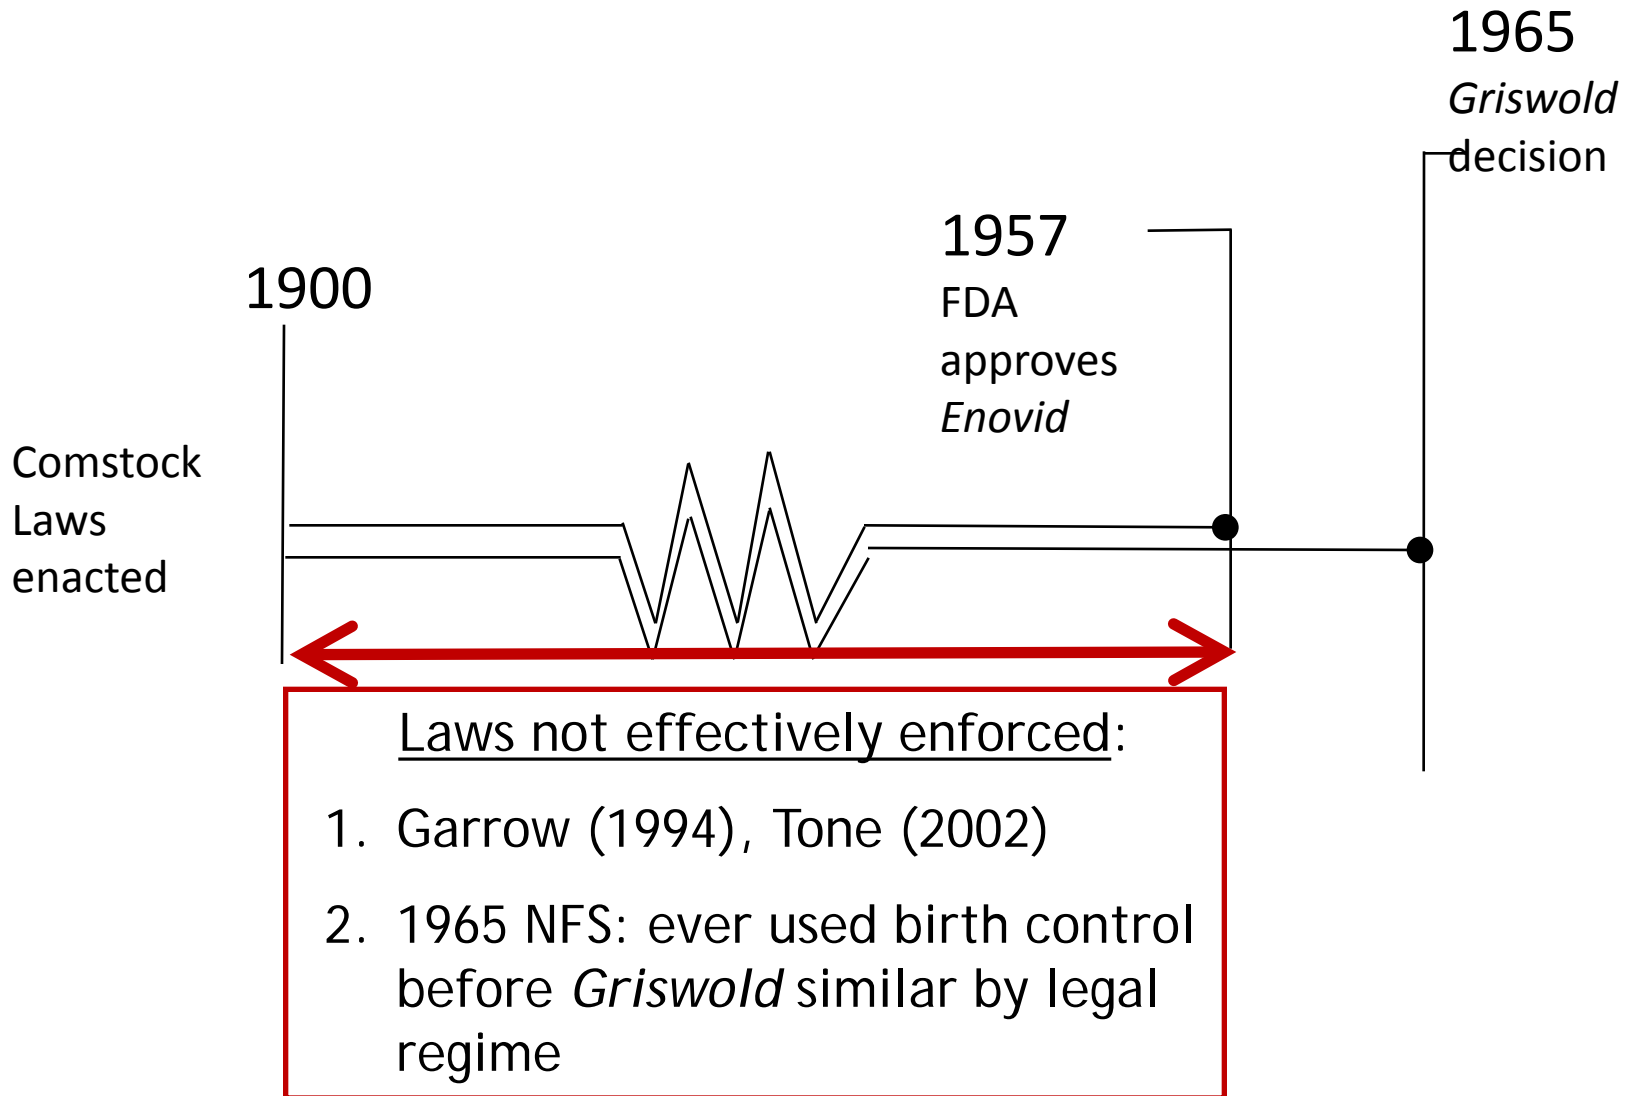 1965
Griswold
decision
1957
FDA
approves
Enovid
1900
Comstock
Laws
enacted
Laws not effectively enforced:
1. Garrow (1994), Tone (2002)
2. 1965 NFS: ever used birth control
before Griswold similar by legal
regime